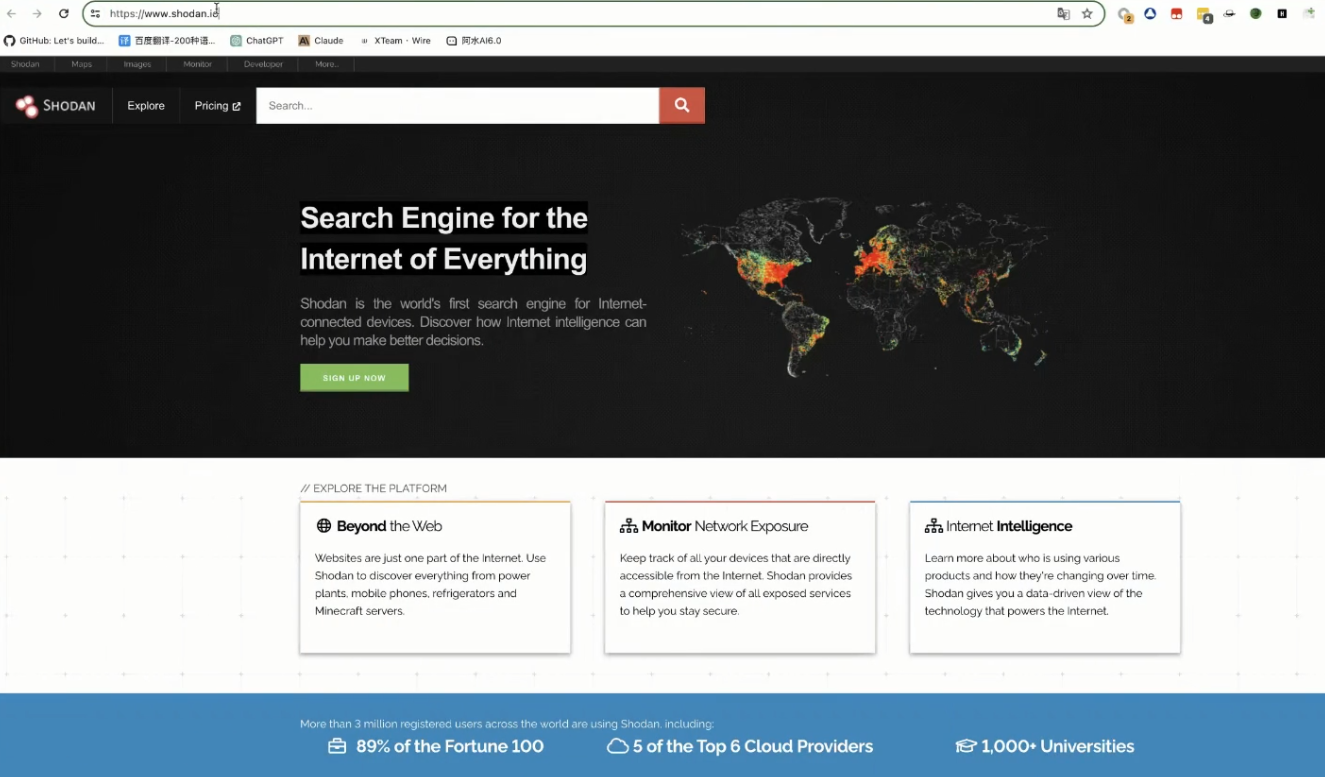 https://www.shodan.io
GitHub: Let's build... 百度翻译-200种语... ChatGPT Claude XTeam - Wire 阿水AI6.0
Shodan Maps Images Monitor Developer More..
SHODAN Explore Pricing Search...
Search Engine for the
Internet of Everything
Shodan is the world's first search engine for Internet-
connected devices. Discover how Internet intelligence can
help you make better decisions.
SIGN UP NOW
// EXPLORE THE PLATFORM
Beyond the Web
Websites are just one part of the Internet. Use
Shodan to discover everything from power
plants, mobile phones, refrigerators and
Minecraft servers.
Monitor Network Exposure
Keep track of all your devices that are directly
accessible from the Internet. Shodan provides
a comprehensive view of all exposed services
to help you stay secure.
Internet Intelligence
Learn more about who is using various
products and how they're changing over time.
Shodan gives you a data-driven view of the
technology that powers the Internet.
More than 3 million registered users across the world are using Shodan, including:
89% of the Fortune 100 5 of the Top 6 Cloud Providers 1,000+ Universities